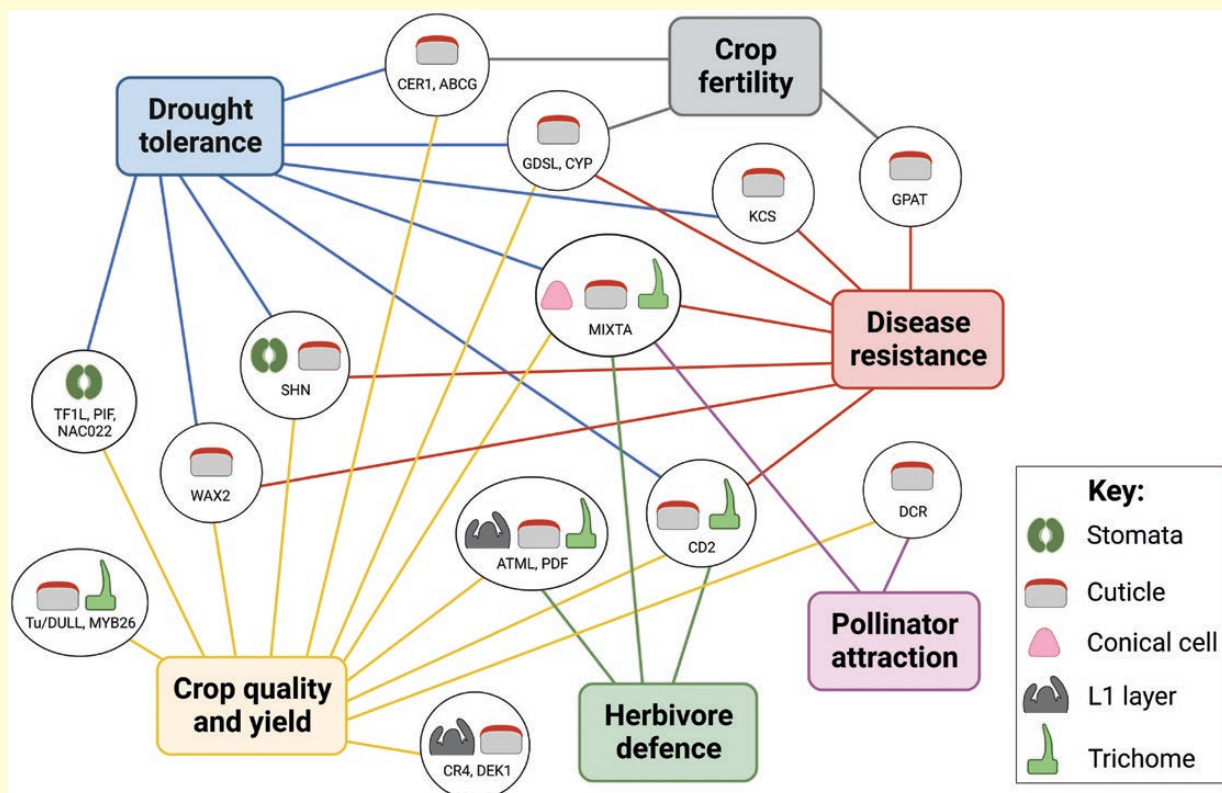 Crop
fertility
Drought
tolerance
CER1, ABCG
GDSL, CYP
KCS
GPAT
MIXTA
Disease
resistance
SHN
TF1L, PIF,
NAC022
WAX2
DCR
CD2
ATML, PDF
Tu/DULL, MYB26
Pollinator
attraction
Crop quality
and yield
Herbivore
defence
CR4, DEK1
Key:
Stomata
Cuticle
Conical cell
L1 layer
Trichome